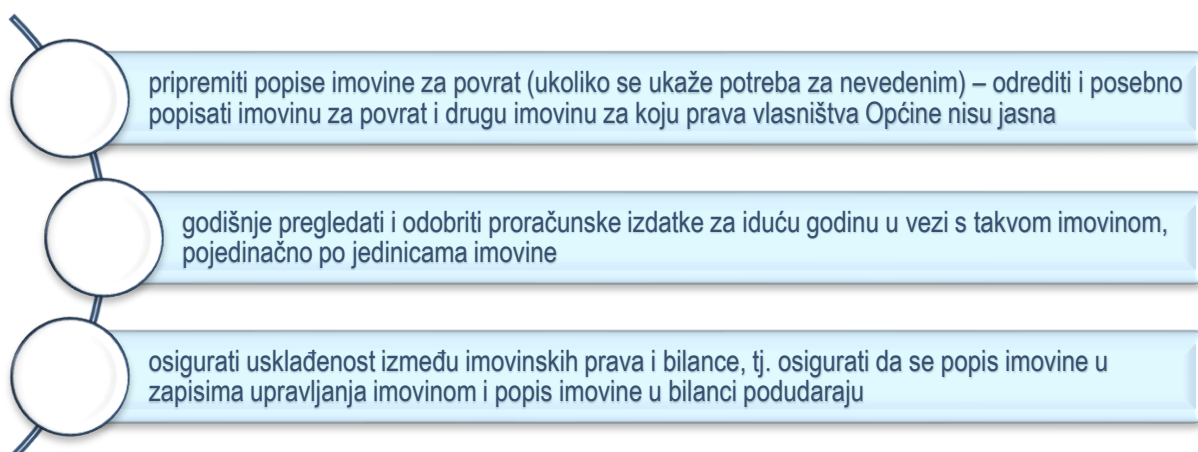 pripremiti popise imovine za povrat (ukoliko se ukaže potreba za nevedenim) – odrediti i posebno
popisati imovinu za povrat i drugu imovinu za koju prava vlasništva Općine nisu jasna
godišnje pregledati i odobriti proračunske izdatke za iduću godinu u vezi s takvom imovinom,
pojedinačno po jedinicama imovine
osigurati usklađenost između imovinskih prava i bilance, tj. osigurati da se popis imovine u
zapisima upravljanja imovinom i popis imovine u bilanci podudaraju